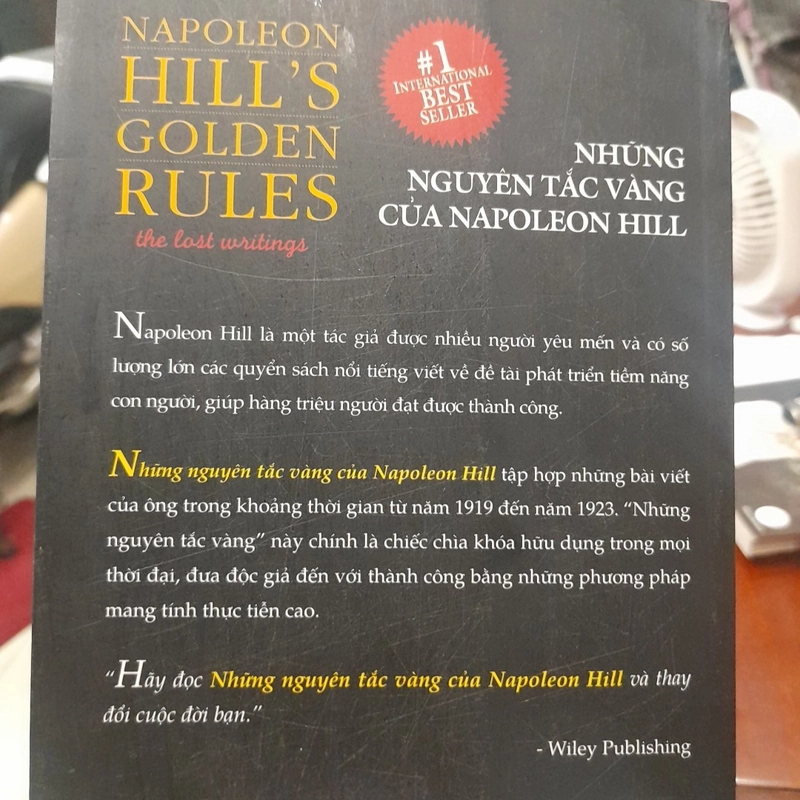 NAPOLEON
HILL'S
GOLDEN
RULES
the lost writings
#1
INTERNATIONAL
BEST
SELLER
NHỮNG
NGUYÊN TẮC VÀNG
CỦA NAPOLEON HILL
Napoleon Hill là một tác giả được nhiều người yêu mến và có số
lượng lớn các quyển sách nổi tiếng viết về đề tài phát triển tiềm năng
con người, giúp hàng triệu người đạt được thành công.
Những nguyên tắc vàng của Napoleon Hill tập hợp những bài viết
của ông trong khoảng thời gian từ năm 1919 đến năm 1923. “Những
nguyên tắc vàng” này chính là chiếc chìa khóa hữu dụng trong mọi
thời đại, đưa độc giả đến với thành công bằng những phương pháp
mang tính thực tiễn cao.
“Hãy đọc Những nguyên tắc vàng của Napoleon Hill và thay
đổi cuộc đời bạn.”
- Wiley Publishing